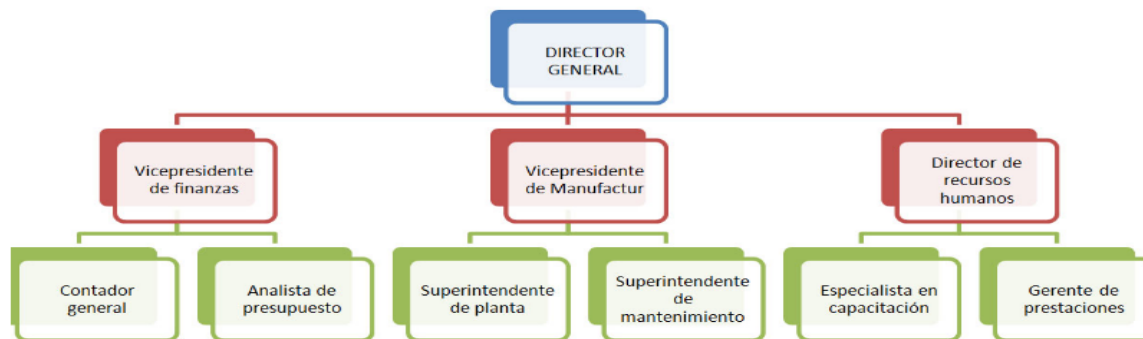 DIRECTOR
GENERAL
Vicepresidente
de finanzas
Vicepresidente
de Manufactur
Director de
recursos
humanos
Contador
general
Analista de
presupuesto
Superintendente
de planta
Superintendente
de
mantenimiento
Especialista en
capacitación
Gerente de
prestaciones